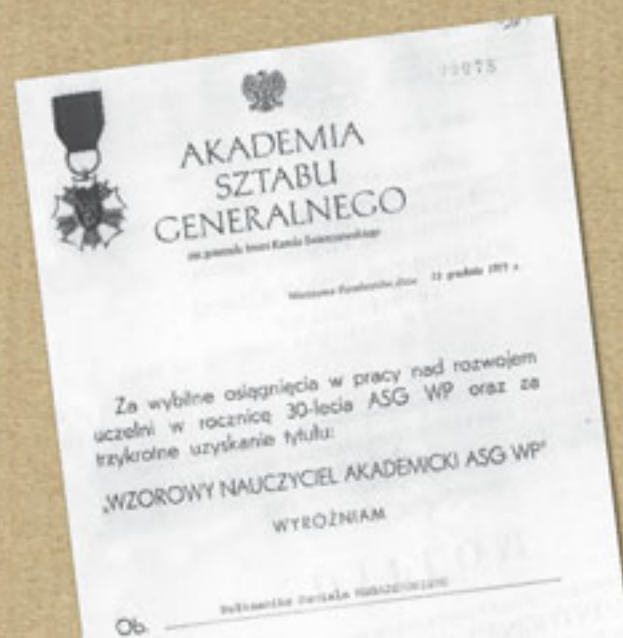 AKADEMIA
SZTABU
GENERALNEGO
Za wybitne osiągnięcia w pracy nad rozwojem
uczelni w rocznicę 30-lecia ASG WP oraz za
trzykrotne uzyskanie tytułu:
„WZOROWY NAUCZYCIEL AKADEMICKI ASG WP"
WYRÓŻNIAM
Ob.